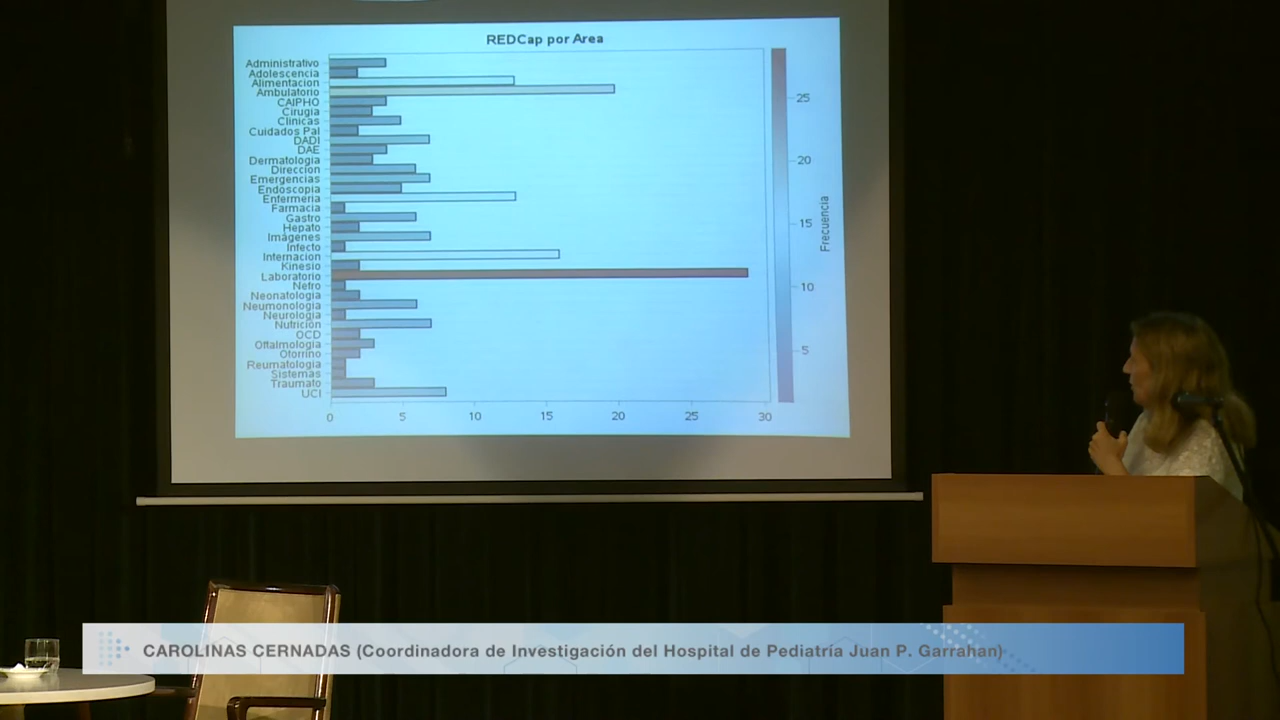 REDCap por Area
Administrativo
Adolescencia
Alimentacion
Ambulatorio
CAIPHO
Cirugia
Clinicas
Cuidados Pal
DADI
DAE
Dermatologia
Direccion
Emergencias
Endoscopia
Enfermeria
Farmacia
Gastro
Hepato
Imágenes
Infecto
Internacion
Kinesio
Laboratorio
Nefro
Neonatologia
Neumonologia
Neurologia
Nutrición
OCD
Oftalmologia
Otorrino
Reumatologia
Sistemas
Traumato
UCI
0 5 10 15 20 25 30
25
20
15
10
5
Frecuencia
CAROLINAS CERNADAS (Coordinadora de Investigación del Hospital de Pediatría Juan P. Garrahan)